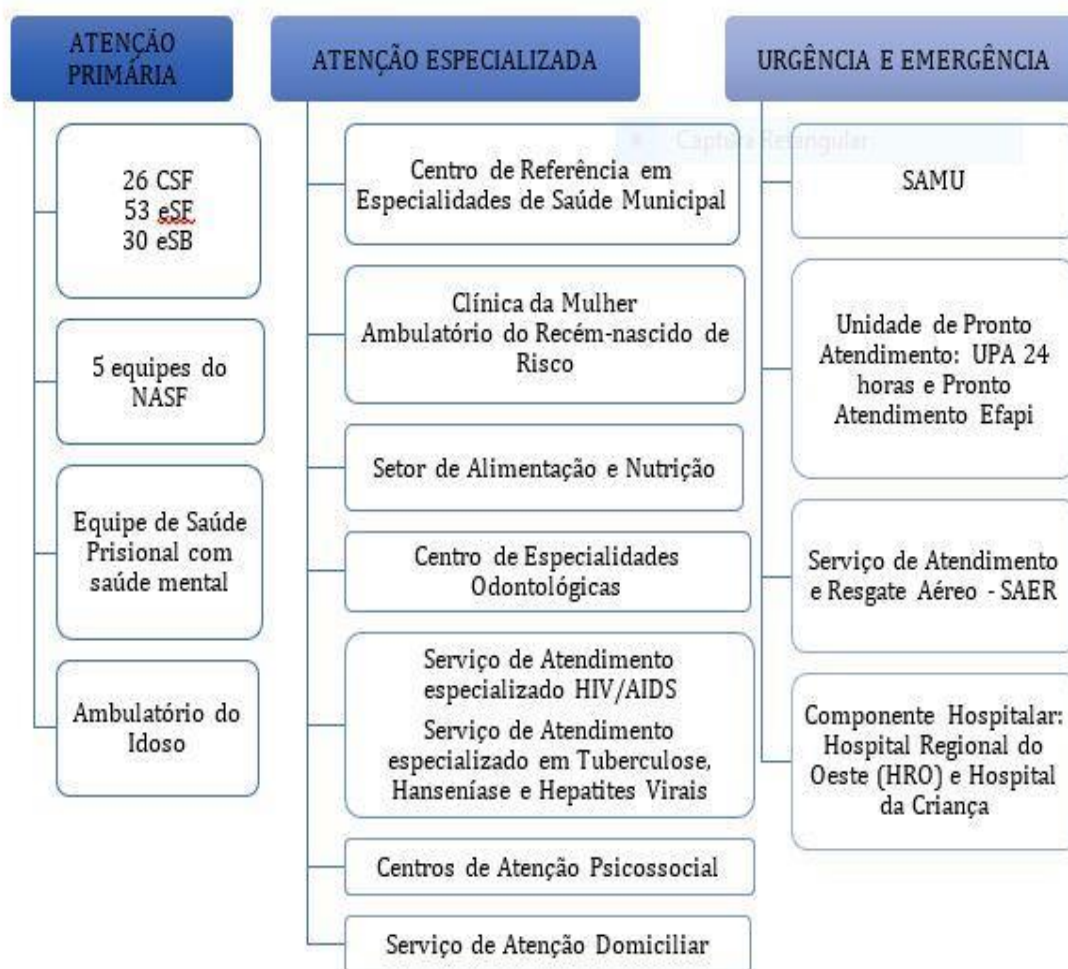 ATENÇÃO
PRIMÁRIA
26 CSF
53 eSF
30 eSB
5 equipes do
NASF
Equipe de Saúde
Prisional com
saúde mental
Ambulatório do
Idoso
ATENÇÃO ESPECIALIZADA
Centro de Referência em
Especialidades de Saúde Municipal
Clínica da Mulher
Ambulatório do Recém-nascido de
Risco
Setor de Alimentação e Nutrição
Centro de Especialidades
Odontológicas
Serviço de Atendimento
especializado HIV/AIDS
Serviço de Atendimento
especializado em Tuberculose,
Hanseníase e Hepatites Virais
Centros de Atenção Psicossocial
Serviço de Atenção Domiciliar
URGÊNCIA E EMERGÊNCIA
Captura Retangular
SAMU
Unidade de Pronto
Atendimento: UPA 24
horas e Pronto
Atendimento Efapi
Serviço de Atendimento
e Resgate Aéreo - SAER
Componente Hospitalar:
Hospital Regional do
Oeste (HRO) e Hospital
da Criança